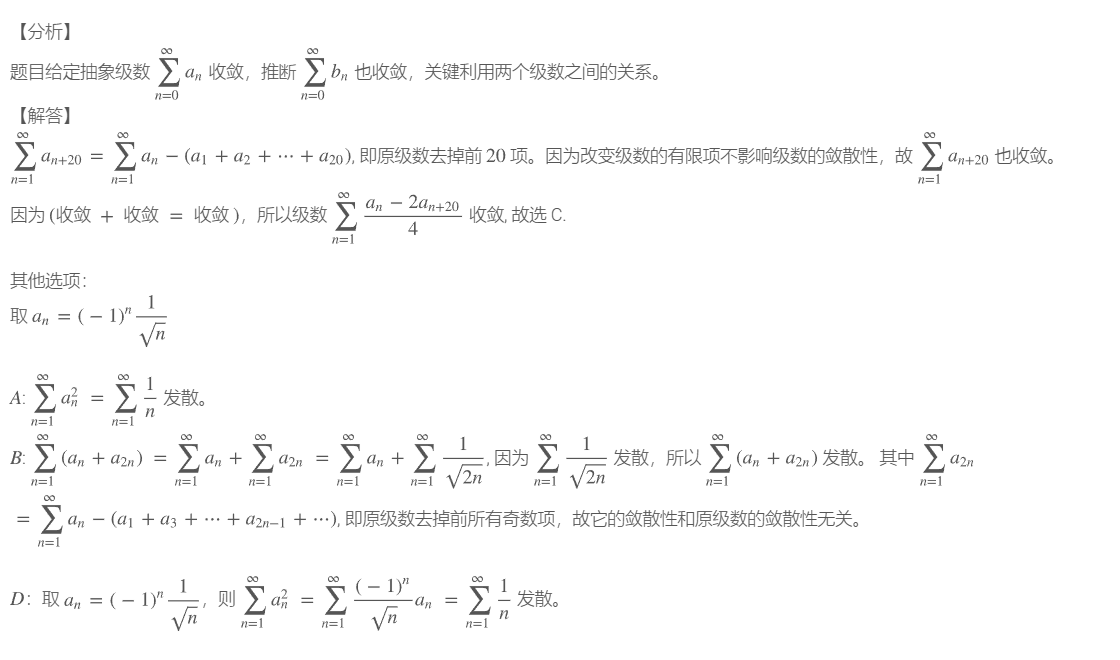 【分析】
题目给定抽象级数 $\sum_{n=0}^{\infty} a_n$ 收敛，推断 $\sum_{n=0}^{\infty} b_n$ 也收敛，关键利用两个级数之间的关系。
【解答】
$\sum_{n=1}^{\infty} a_{n+20} = \sum_{n=1}^{\infty} a_n - (a_1 + a_2 + \cdots + a_{20})$, 即原级数去掉前 20 项。因为改变级数的有限项不影响级数的敛散性，故 $\sum_{n=1}^{\infty} a_{n+20}$ 也收敛。
因为 (收敛 + 收敛 = 收敛 )，所以级数 $\sum_{n=1}^{\infty} \frac{a_n - 2a_{n+20}}{4}$ 收敛, 故选 C.
其他选项：
取 $a_n = (-1)^n \frac{1}{\sqrt{n}}$
A: $\sum_{n=1}^{\infty} a_n^2 = \sum_{n=1}^{\infty} \frac{1}{n}$ 发散。
B: $\sum_{n=1}^{\infty} (a_n + a_{2n}) = \sum_{n=1}^{\infty} a_n + \sum_{n=1}^{\infty} a_{2n} = \sum_{n=1}^{\infty} a_n + \sum_{n=1}^{\infty} \frac{1}{\sqrt{2n}}$, 因为 $\sum_{n=1}^{\infty} \frac{1}{\sqrt{2n}}$ 发散，所以 $\sum_{n=1}^{\infty} (a_n + a_{2n})$ 发散。 其中 $\sum_{n=1}^{\infty} a_{2n}$
$= \sum_{n=1}^{\infty} a_n - (a_1 + a_3 + \cdots + a_{2n-1} + \cdots)$, 即原级数去掉前所有奇数项，故它的敛散性和原级数的敛散性无关。
D：取 $a_n = (-1)^n \frac{1}{\sqrt{n}}$，则 $\sum_{n=1}^{\infty} a_n^2 = \sum_{n=1}^{\infty} \frac{(-1)^n}{\sqrt{n}} a_n = \sum_{n=1}^{\infty} \frac{1}{n}$ 发散。